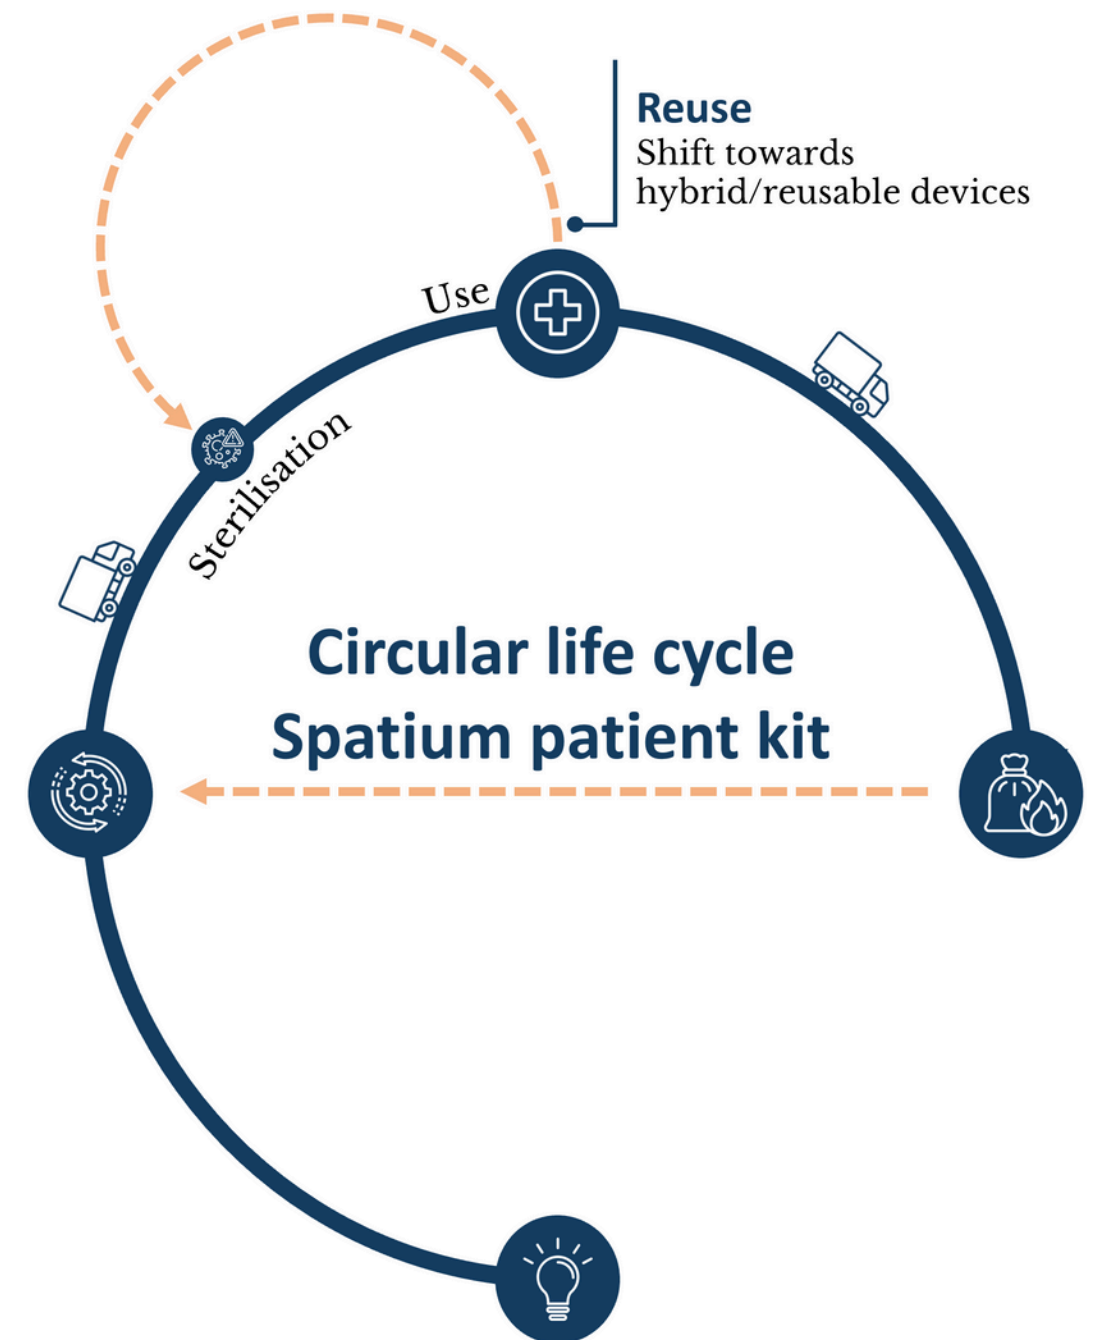 Reuse
Shift towards
hybrid/reusable devices
Use
Sterilisation
Circular life cycle
Spatium patient kit